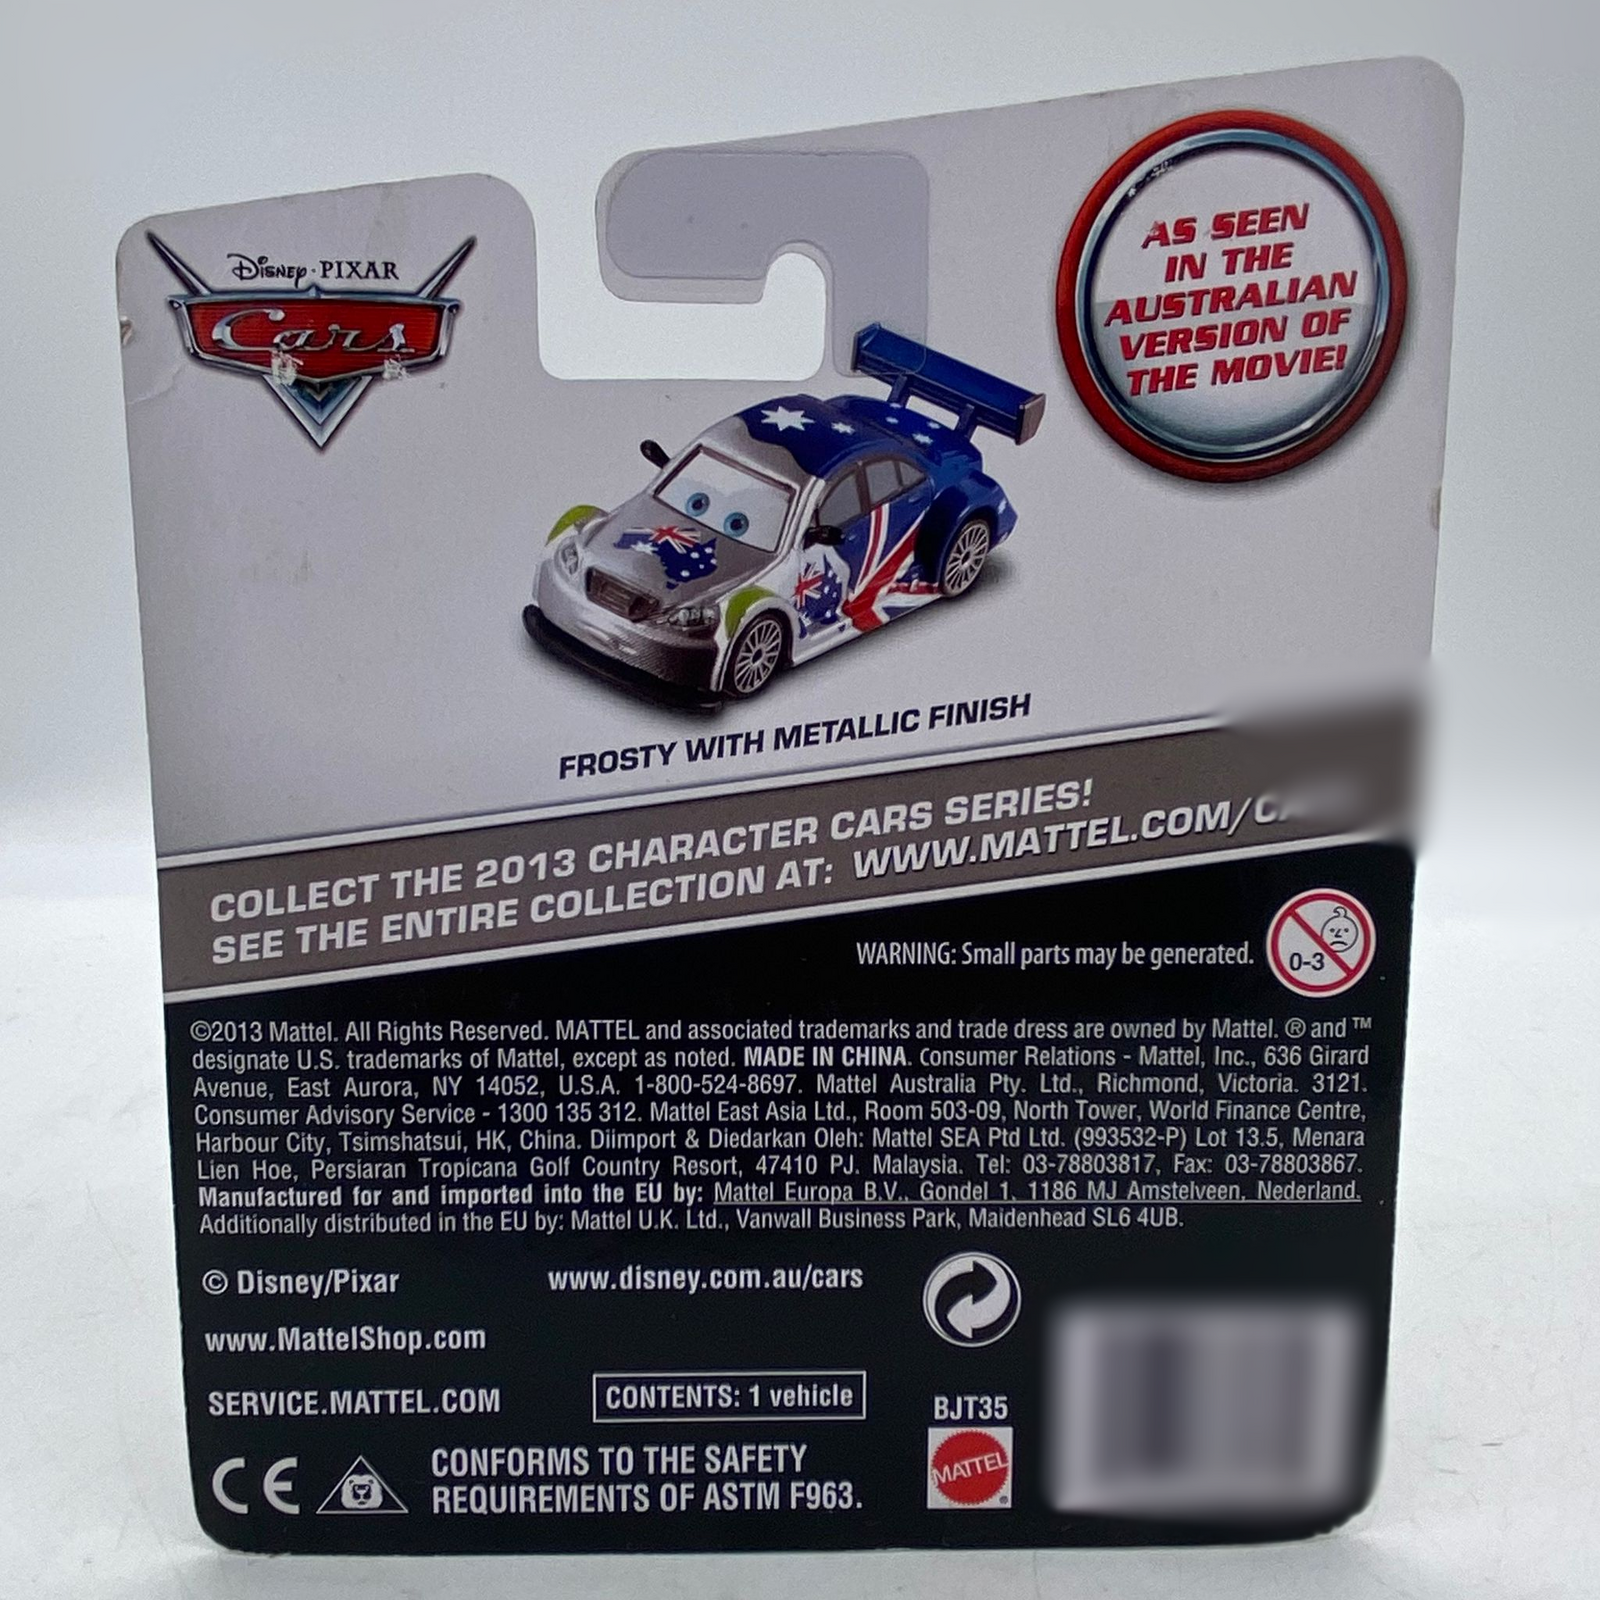 Disney · PIXAR
Cars
AS SEEN
IN THE
AUSTRALIAN
VERSION OF
THE MOVIE!
FROSTY WITH METALLIC FINISH
COLLECT THE 2013 CHARACTER CARS SERIES!
SEE THE ENTIRE COLLECTION AT: WWW.MATTEL.COM/
WARNING: Small parts may be generated.
0-3
©2013 Mattel. All Rights Reserved. MATTEL and associated trademarks and trade dress are owned by Mattel. ® and ™
designate U.S. trademarks of Mattel, except as noted. MADE IN CHINA. Consumer Relations - Mattel, Inc., 636 Girard
Avenue, East Aurora, NY 14052, U.S.A. 1-800-524-8697. Mattel Australia Pty. Ltd., Richmond, Victoria. 3121.
Consumer Advisory Service - 1300 135 312. Mattel East Asia Ltd., Room 503-09, North Tower, World Finance Centre,
Harbour City, Tsimshatsui, HK, China. Diimport & Diedarkan Oleh: Mattel SEA Ptd Ltd. (993532-P) Lot 13.5, Menara
Lien Hoe, Persiaran Tropicana Golf Country Resort, 47410 PJ. Malaysia. Tel: 03-78803817, Fax: 03-78803867.
Manufactured for and imported into the EU by: Mattel Europa B.V., Gondel 1, 1186 MJ Amstelveen, Nederland.
Additionally distributed in the EU by: Mattel U.K. Ltd., Vanwall Business Park, Maidenhead SL6 4UB.
© Disney/Pixar www.disney.com.au/cars
www.MattelShop.com
SERVICE.MATTEL.COM CONTENTS: 1 vehicle BJT35
CE CONFORMS TO THE SAFETY
REQUIREMENTS OF ASTM F963.
MATTEL